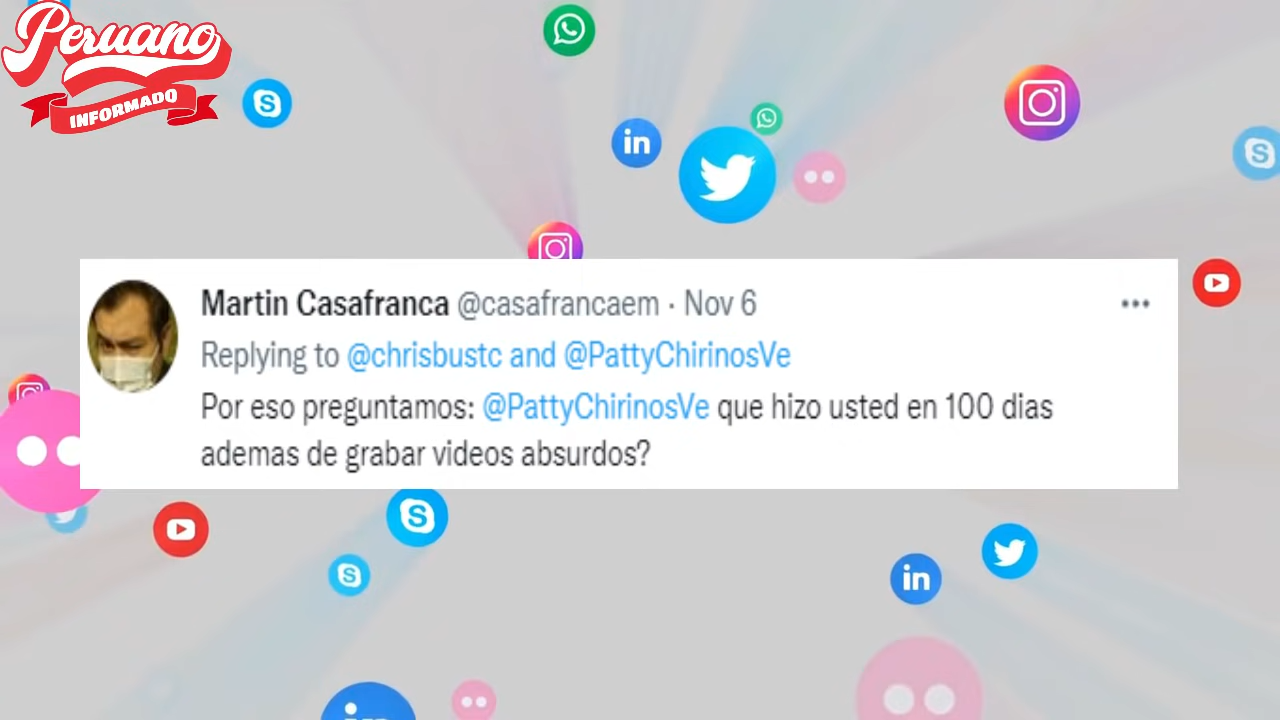 Peruano
INFORMADO
Martin Casafranca @casafrancaem · Nov 6
Replying to @chrisbustc and @PattyChirinosVe
Por eso preguntamos: @PattyChirinosVe que hizo usted en 100 dias
ademas de grabar videos absurdos?